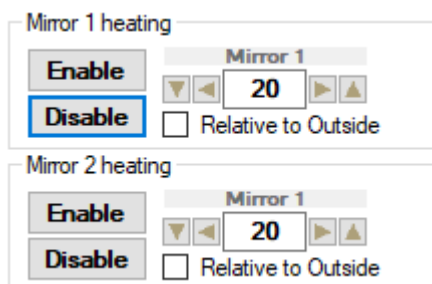 Mirror 1 heating
Enable
Mirror 1
20
Disable
Relative to Outside
Mirror 2 heating
Enable
Mirror 1
20
Disable
Relative to Outside